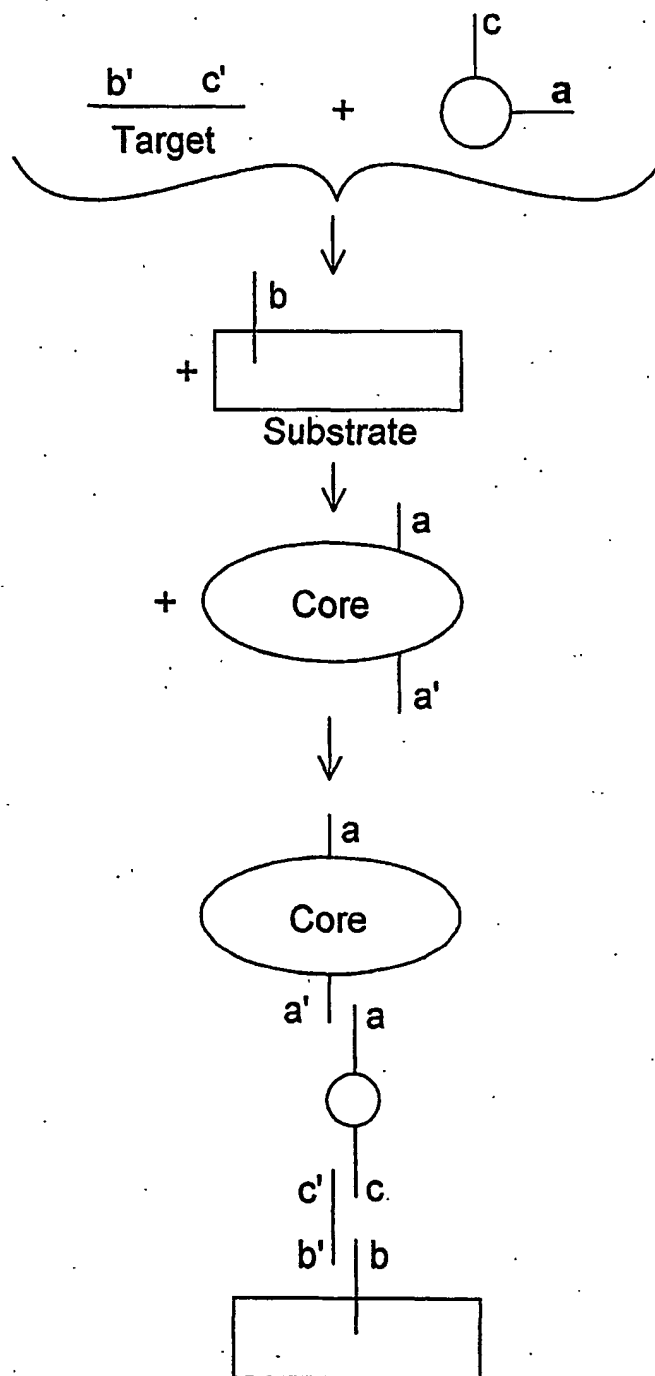 c
b' c' + a
Target
b
+
Substrate
a
+ Core
a'
a
Core
a' a
c' c
b' b